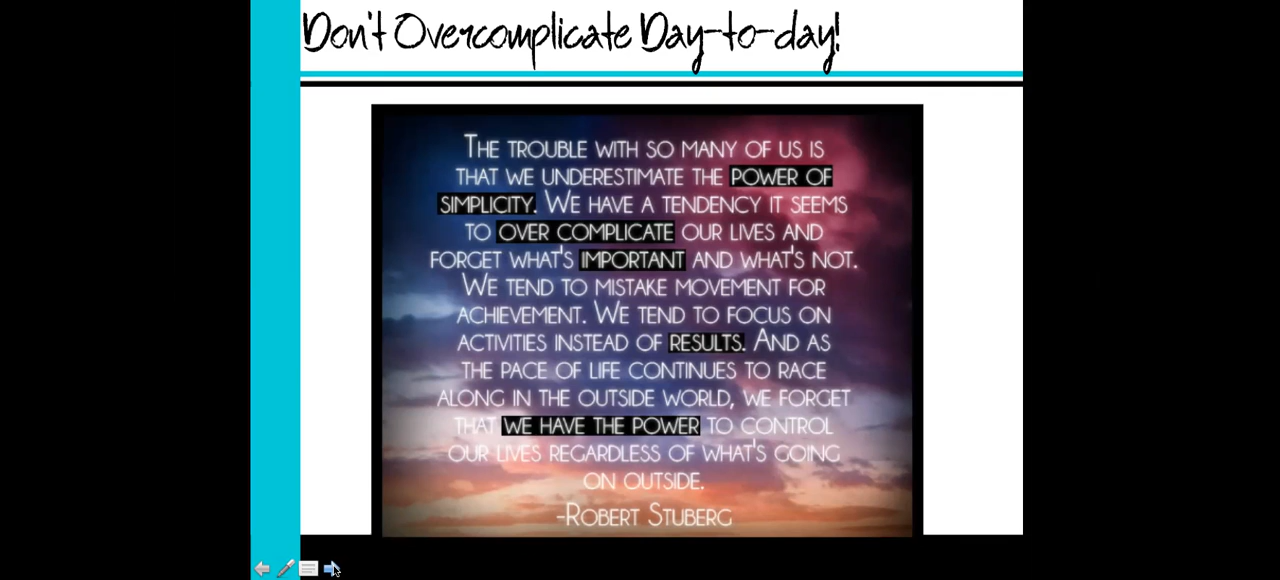 Don't Overcomplicate Day-to-day!
The trouble with so many of us is
that we underestimate the power of
simplicity. We have a tendency it seems
to over complicate our lives and
forget what's important and what's not.
We tend to mistake movement for
achievement. We tend to focus on
activities instead of results. And as
the pace of life continues to race
along in the outside world, we forget
that we have the power to control
our lives regardless of what's going
on outside.
-Robert Stuberg